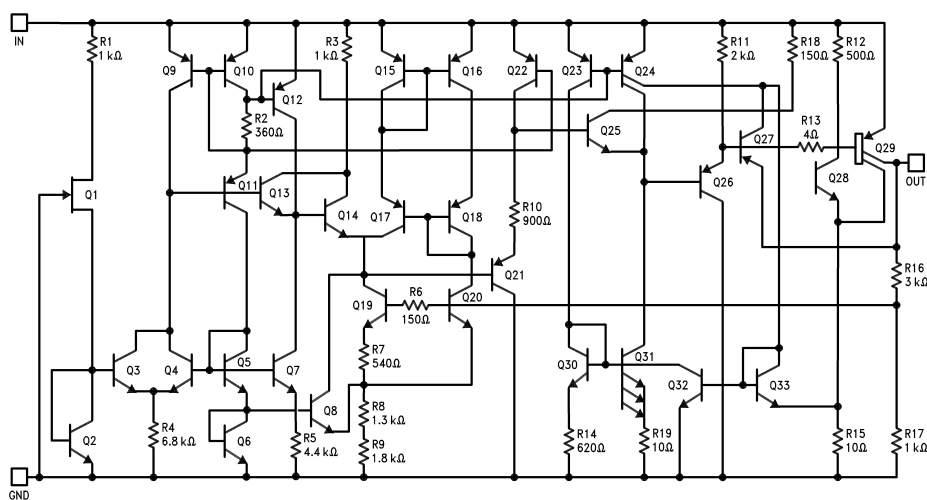 IN
R1
1 kΩ
Q9
Q10
R2
360Ω
Q12
R3
1 kΩ
Q15
Q16
Q22
Q23
Q24
Q25
R11
2 kΩ
R18
150Ω
R12
500Ω
R13
4Ω
Q27
Q29
OUT
Q1
Q11
Q13
Q14
Q17
Q18
R10
900Ω
Q26
Q28
Q21
R16
3 kΩ
Q19
R6
150Ω
Q20
R7
540Ω
Q3
Q4
Q5
Q7
Q8
Q30
Q31
Q32
Q33
Q2
R4
6.8 kΩ
Q6
R5
4.4 kΩ
R8
1.3 kΩ
R9
1.8 kΩ
R14
620Ω
R19
10Ω
R15
10Ω
R17
1 kΩ
GND